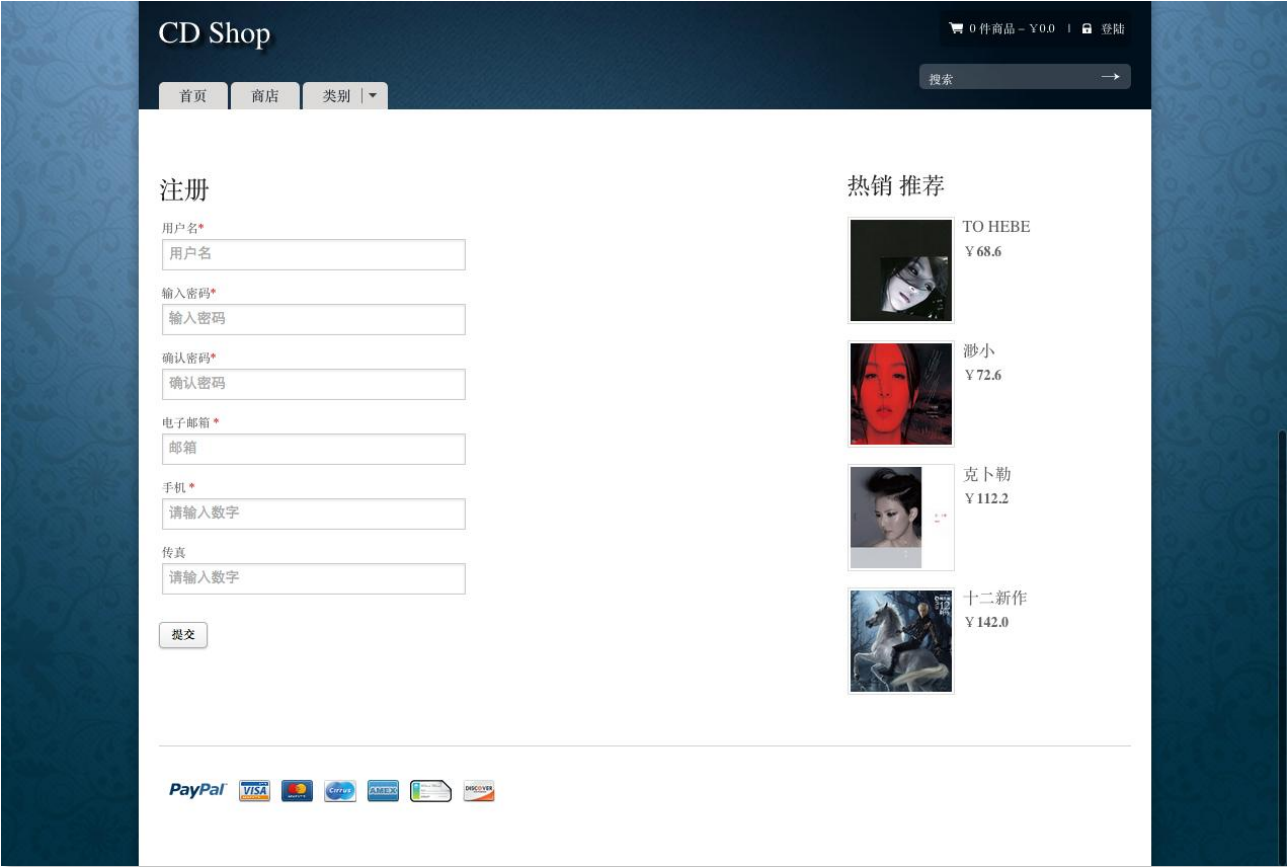 CD Shop
0 件商品 – ￥0.0 | 登陆
搜索
首页 商店 类别
注册
用户名*
用户名
输入密码*
输入密码
确认密码*
确认密码
电子邮箱 *
邮箱
手机 *
请输入数字
传真
请输入数字
提交
热销 推荐
TO HEBE
￥68.6
渺小
￥72.6
克卜勒
￥112.2
十二新作
￥142.0
PayPal VISA Cirrus AMEX DISCOVER